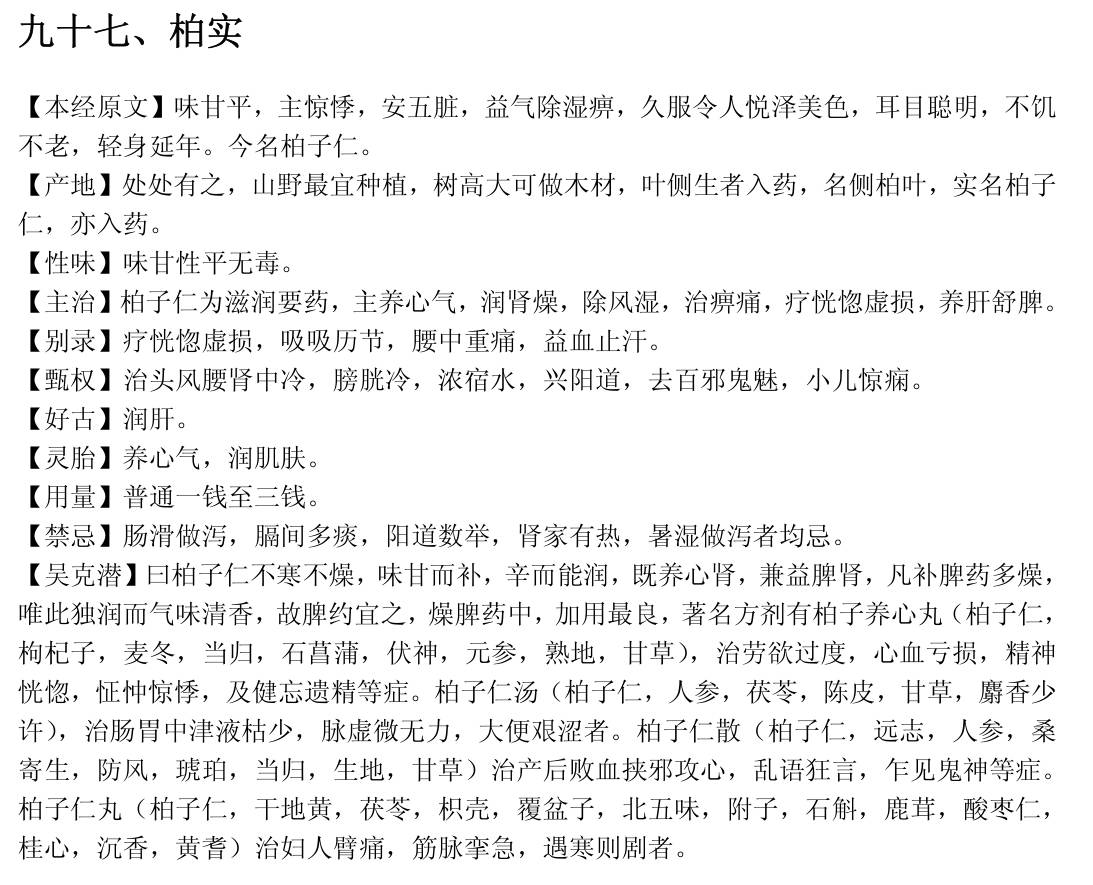 九十七、柏实
【本经原文】味甘平，主惊悸，安五脏，益气除湿痹，久服令人悦泽美色，耳目聪明，不饥
不老，轻身延年。今名柏子仁。
【产地】处处有之，山野最宜种植，树高大可做木材，叶侧生者入药，名侧柏叶，实名柏子
仁，亦入药。
【性味】味甘性平无毒。
【主治】柏子仁为滋润要药，主养心气，润肾燥，除风湿，治痹痛，疗恍惚虚损，养肝舒脾。
【别录】疗恍惚虚损，吸吸历节，腰中重痛，益血止汗。
【甄权】治头风腰肾中冷，膀胱冷，浓宿水，兴阳道，去百邪鬼魅，小儿惊痫。
【好古】润肝。
【灵胎】养心气，润肌肤。
【用量】普通一钱至三钱。
【禁忌】肠滑做泻，膈间多痰，阳道数举，肾家有热，暑湿做泻者均忌。
【吴克潜】曰柏子仁不寒不燥，味甘而补，辛而能润，既养心肾，兼益脾肾，凡补脾药多燥，
唯此独润而气味清香，故脾约宜之，燥脾药中，加用最良，著名方剂有柏子养心丸（柏子仁，
枸杞子，麦冬，当归，石菖蒲，伏神，元参，熟地，甘草），治劳欲过度，心血亏损，精神
恍惚，怔忡惊悸，及健忘遗精等症。柏子仁汤（柏子仁，人参，茯苓，陈皮，甘草，麝香少
许），治肠胃中津液枯少，脉虚微无力，大便艰涩者。柏子仁散（柏子仁，远志，人参，桑
寄生，防风，琥珀，当归，生地，甘草）治产后败血挟邪攻心，乱语狂言，乍见鬼神等症。
柏子仁丸（柏子仁，干地黄，茯苓，枳壳，覆盆子，北五味，附子，石斛，鹿茸，酸枣仁，
桂心，沉香，黄耆）治妇人臂痛，筋脉挛急，遇寒则剧者。